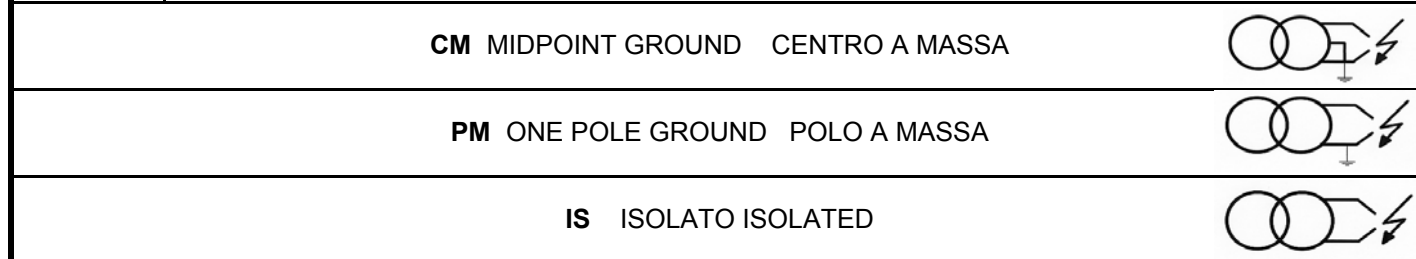 CM MIDPOINT GROUND CENTRO A MASSA
PM ONE POLE GROUND POLO A MASSA
IS ISOLATO ISOLATED